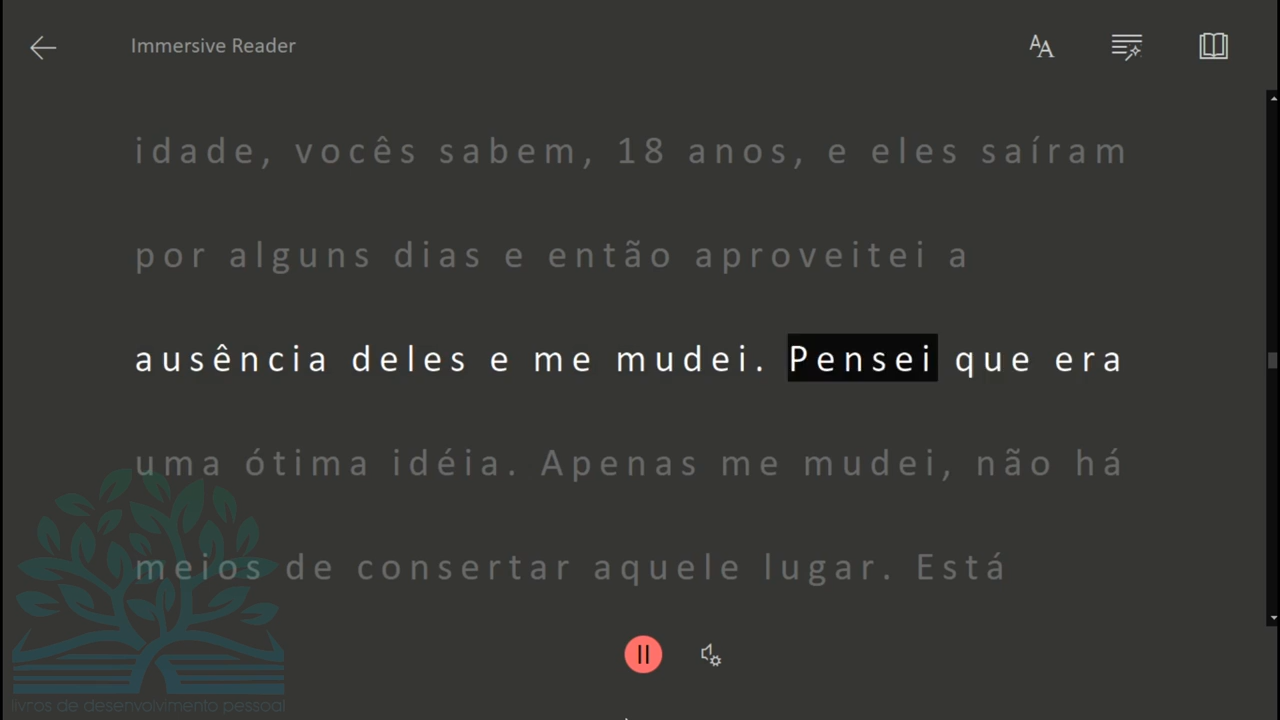 Immersive Reader
idade, vocês sabem, 18 anos, e eles saíram
por alguns dias e então aproveitei a
ausência deles e me mudei. Pensei que era
uma ótima idéia. Apenas me mudei, não há
meios de consertar aquele lugar. Está
livros de desenvolvimento pessoal